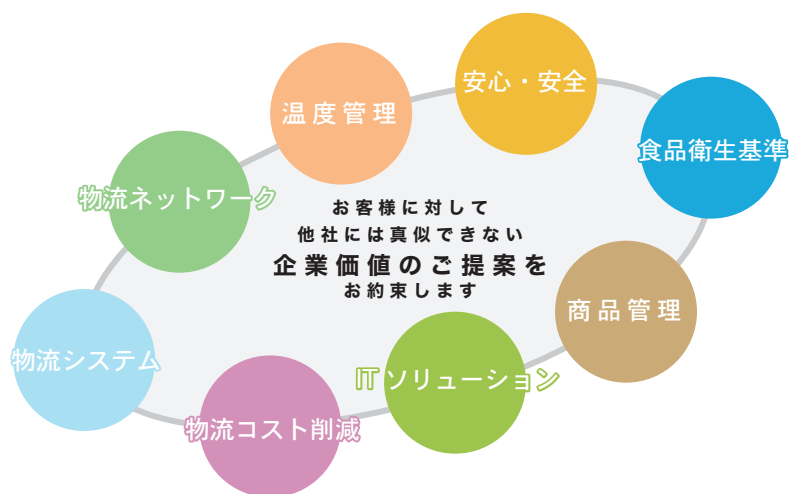 安心・安全
温度管理
食品衛生基準
物流ネットワーク
お客様に対して
他社には真似できない
企業価値のご提案を
お約束します
商品管理
物流システム
ITソリューション
物流コスト削減